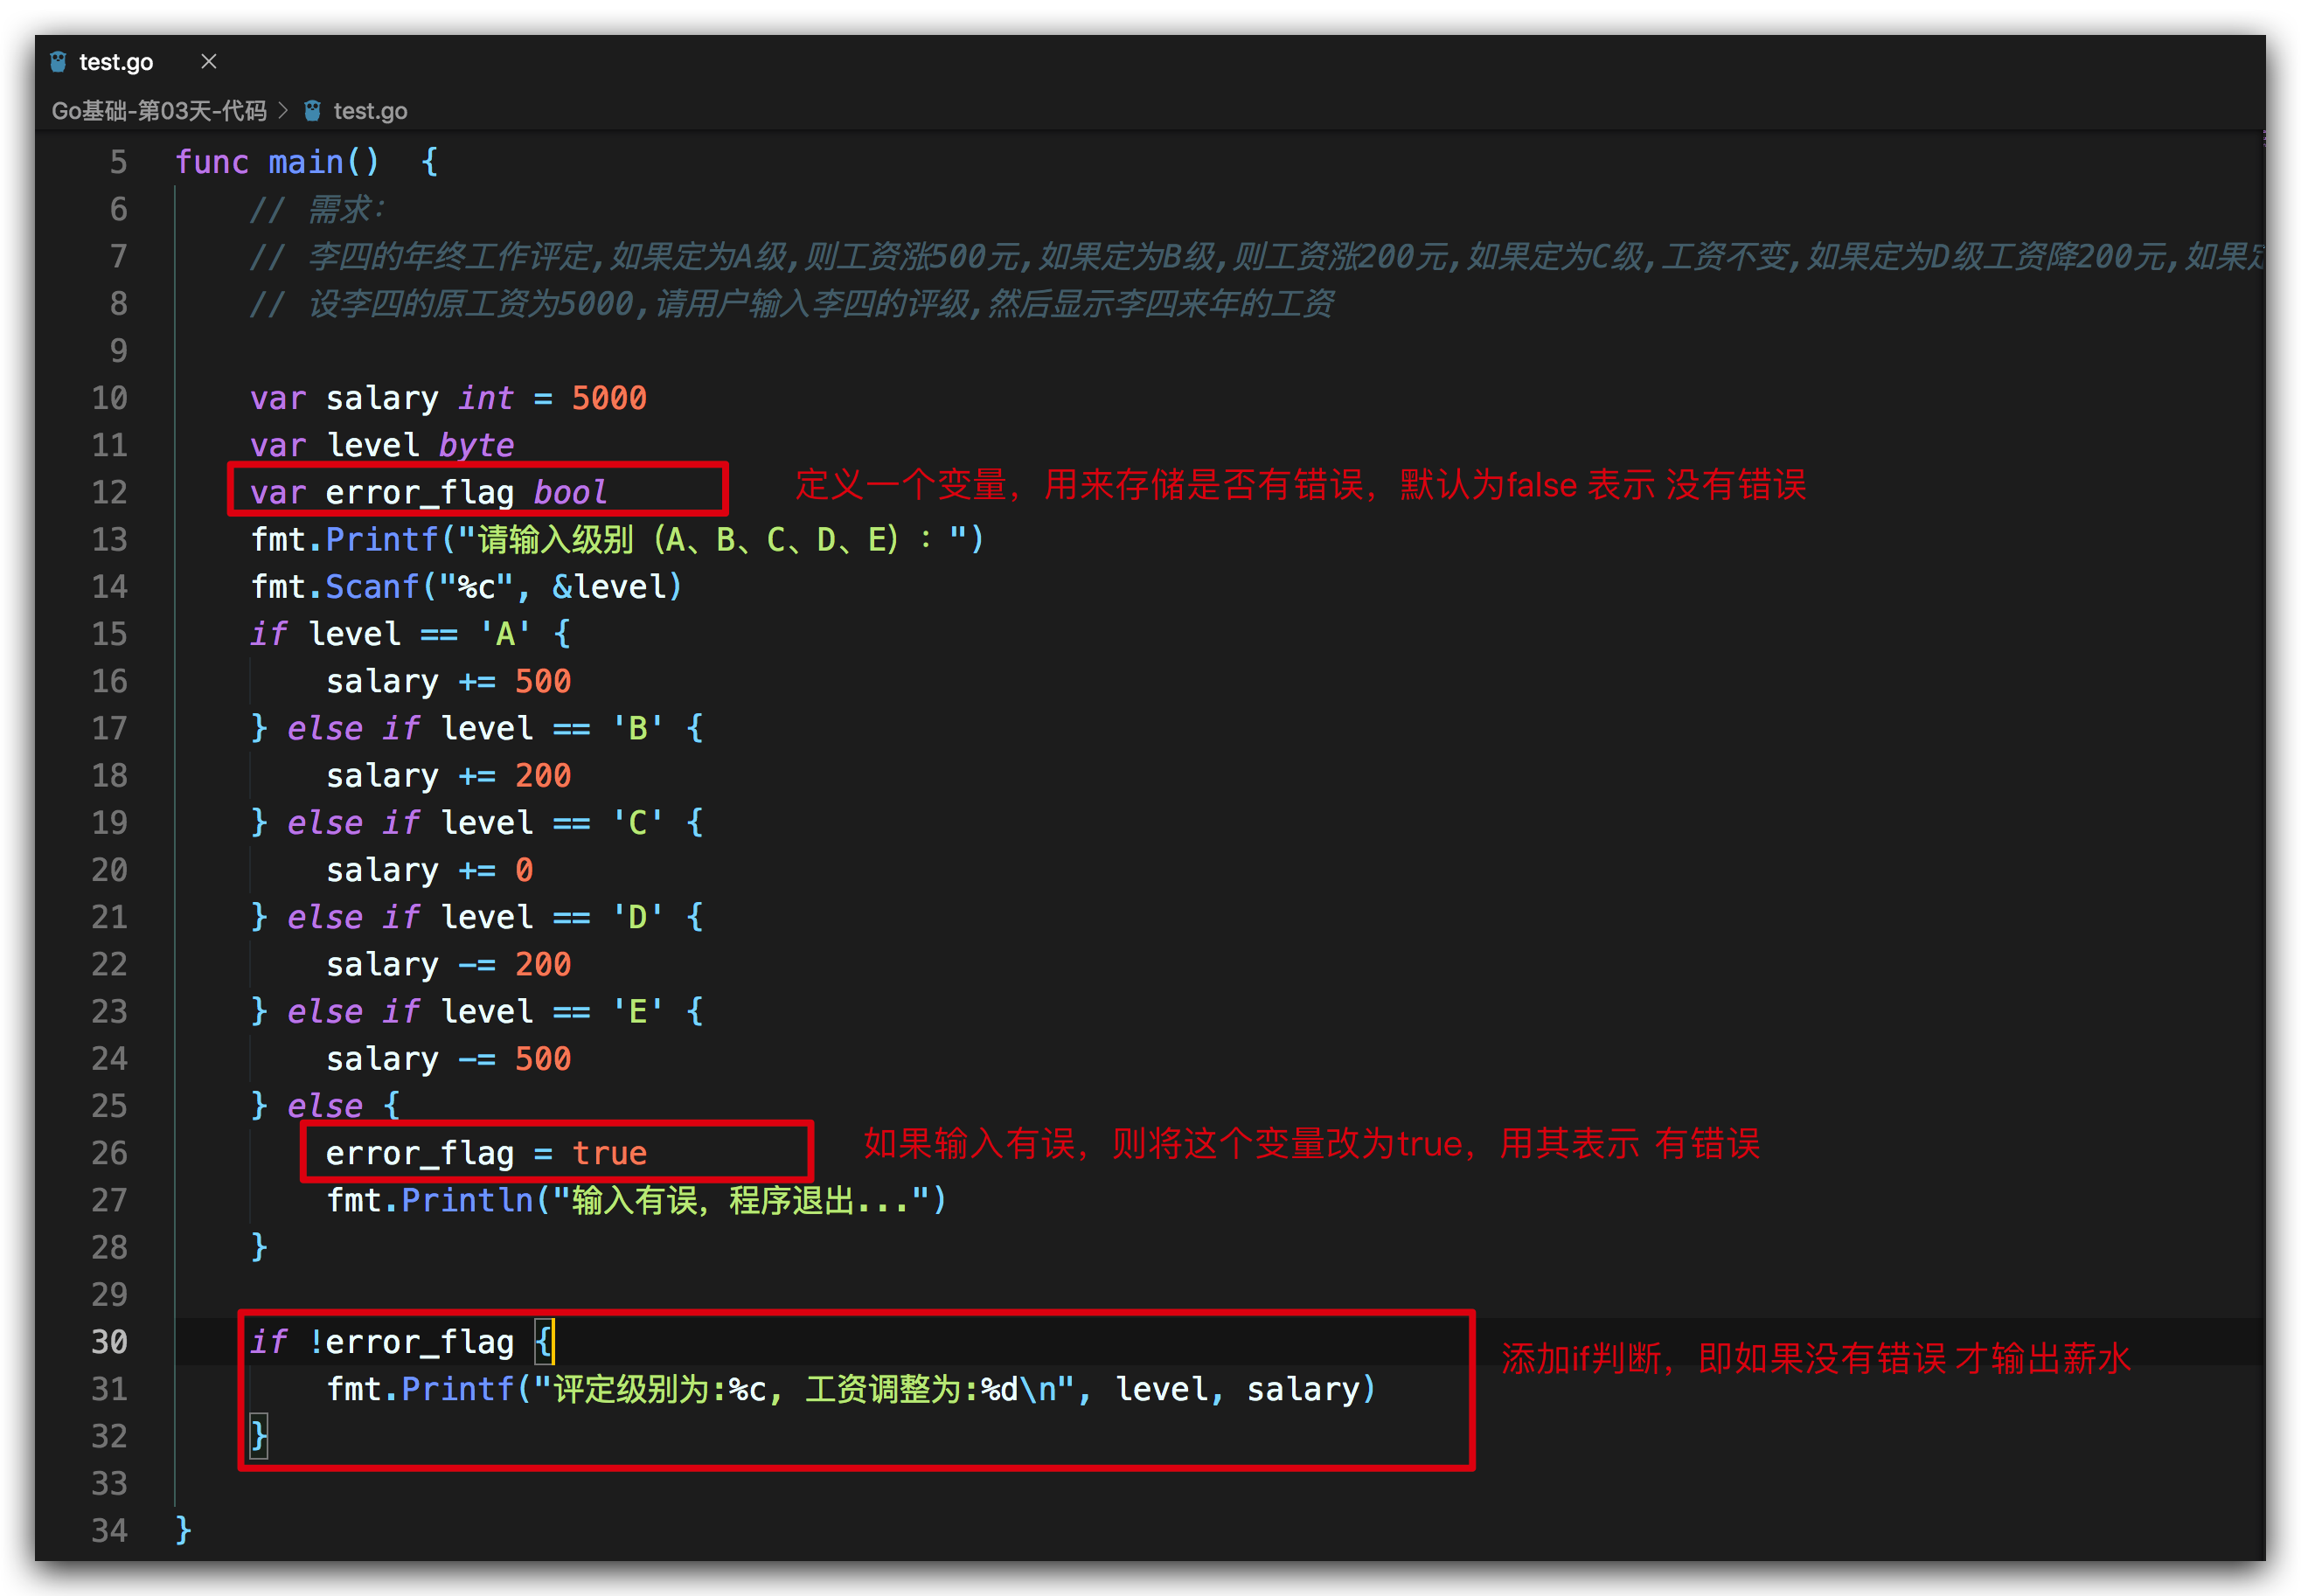 test.go
Go基础-第03天-代码 > test.go
5 func main()  {
6 // 需求:
7 // 李四的年终工作评定,如果定为A级,则工资涨500元,如果定为B级,则工资涨200元,如果定为C级,工资不变,如果定为D级工资降200元,如果定
8 // 设李四的原工资为5000,请用户输入李四的评级,然后显示李四来年的工资
9
10 var salary int = 5000
11 var level byte
12 var error_flag bool 定义一个变量，用来存储是否有错误，默认为false 表示 没有错误
13 fmt.Printf("请输入级别（A、B、C、D、E）：")
14 fmt.Scanf("%c", &level)
15 if level == 'A' {
16 salary += 500
17 } else if level == 'B' {
18 salary += 200
19 } else if level == 'C' {
20 salary += 0
21 } else if level == 'D' {
22 salary -= 200
23 } else if level == 'E' {
24 salary -= 500
25 } else {
26 error_flag = true 如果输入有误，则将这个变量改为true，用其表示 有错误
27 fmt.Println("输入有误，程序退出...")
28 }
29
30 if !error_flag { 添加if判断，即如果没有错误 才输出薪水
31 fmt.Printf("评定级别为:%c, 工资调整为:%d\n", level, salary)
32 }
33
34 }